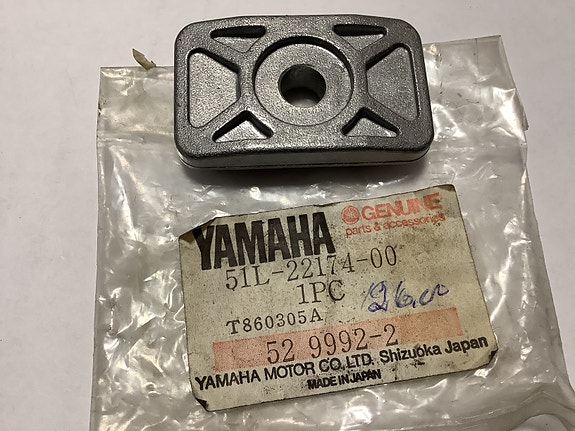 YAMAHA
GENUINE
parts & accessories
51L-22174-00
1PC
26.00
T860305A
52 9992-2
YAMAHA MOTOR CO., LTD. Shizuoka Japan
MADE IN JAPAN